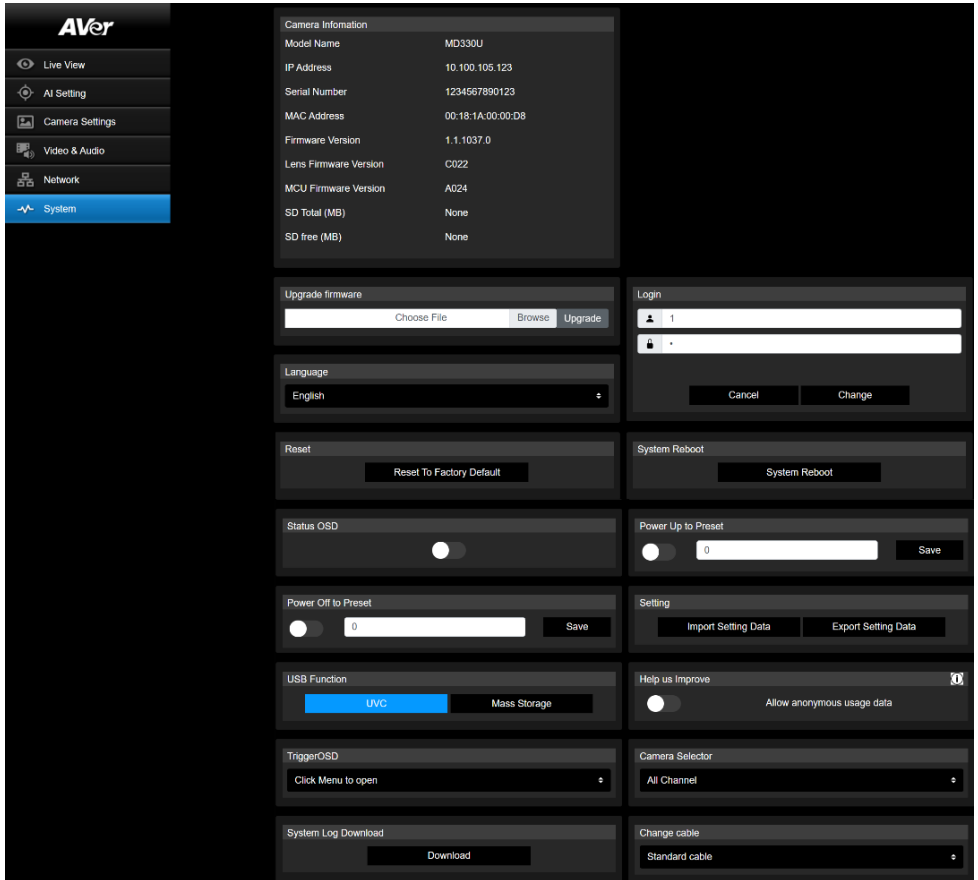 AVer
Live View
AI Setting
Camera Settings
Video & Audio
Network
System
Camera Infomation
Model Name MD330U
IP Address 10.100.105.123
Serial Number 1234567890123
MAC Address 00:18:1A:00:00:D8
Firmware Version 1.1.1037.0
Lens Firmware Version C022
MCU Firmware Version A024
SD Total (MB) None
SD free (MB) None
Upgrade firmware
Choose File Browse Upgrade
Login
1
*
Cancel Change
Language
English
Reset
Reset To Factory Default
System Reboot
System Reboot
Status OSD
Power Up to Preset
0 Save
Power Off to Preset
0 Save
Setting
Import Setting Data Export Setting Data
USB Function
UVC Mass Storage
Help us Improve
Allow anonymous usage data
TriggerOSD
Click Menu to open
Camera Selector
All Channel
System Log Download
Download
Change cable
Standard cable